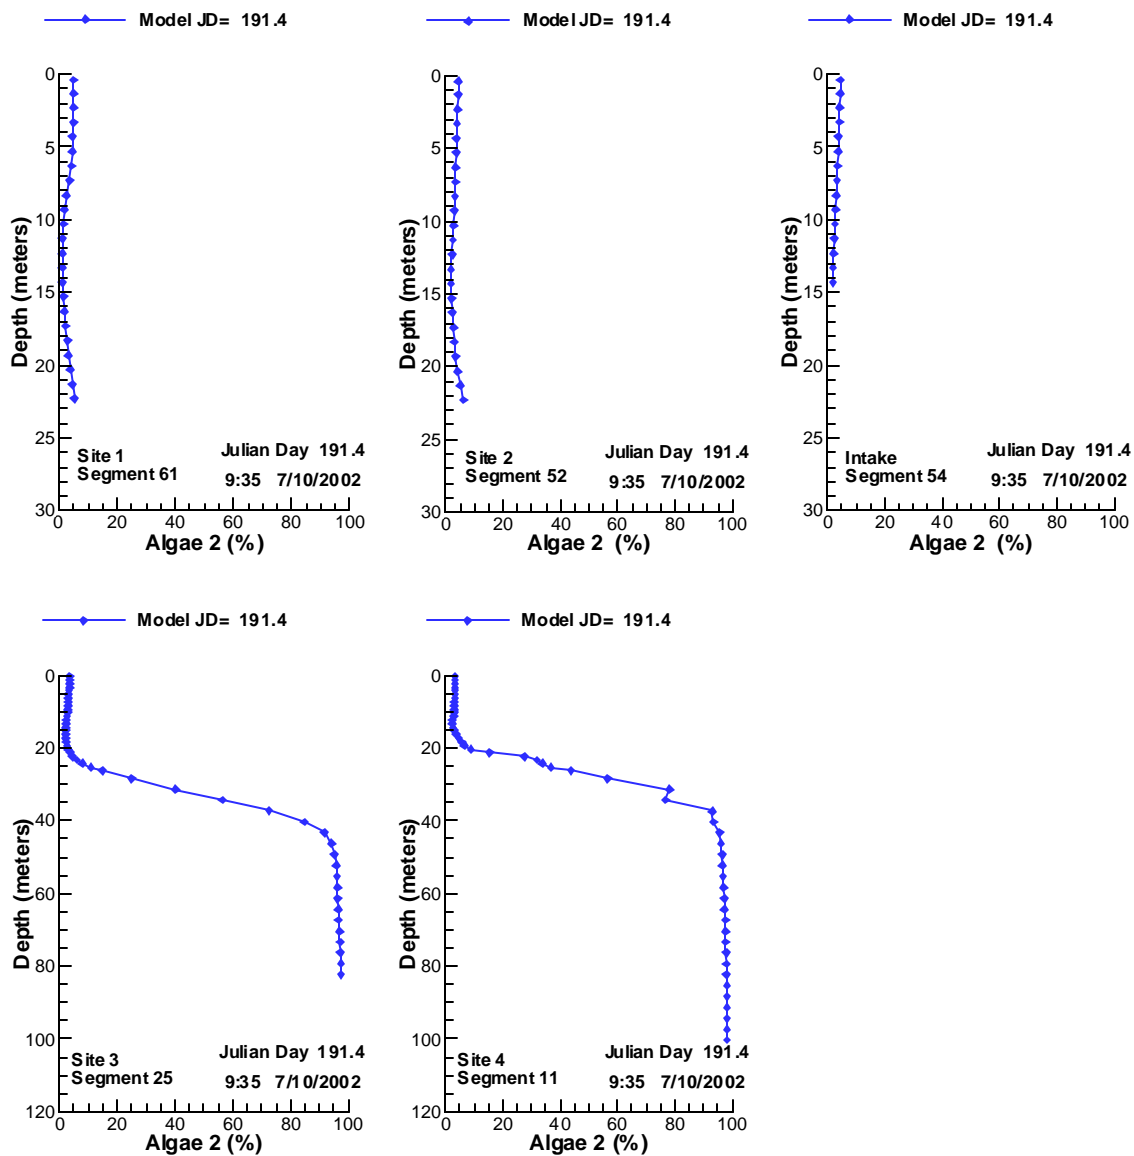 Model JD= 191.4
Model JD= 191.4
Model JD= 191.4
0
5
10
15
20
25
30
Depth (meters)
Site 1
Segment 61
Julian Day 191.4
9:35 7/10/2002
0 20 40 60 80 100
Algae 2 (%)
0
5
10
15
20
25
30
Depth (meters)
Site 2
Segment 52
Julian Day 191.4
9:35 7/10/2002
0 20 40 60 80 100
Algae 2 (%)
0
5
10
15
20
25
30
Depth (meters)
Intake
Segment 54
Julian Day 191.4
9:35 7/10/2002
0 20 40 60 80 100
Algae 2 (%)
Model JD= 191.4
Model JD= 191.4
0
20
40
60
80
100
120
Depth (meters)
Site 3
Segment 25
Julian Day 191.4
9:35 7/10/2002
0 20 40 60 80 100
Algae 2 (%)
0
20
40
60
80
100
120
Depth (meters)
Site 4
Segment 11
Julian Day 191.4
9:35 7/10/2002
0 20 40 60 80 100
Algae 2 (%)